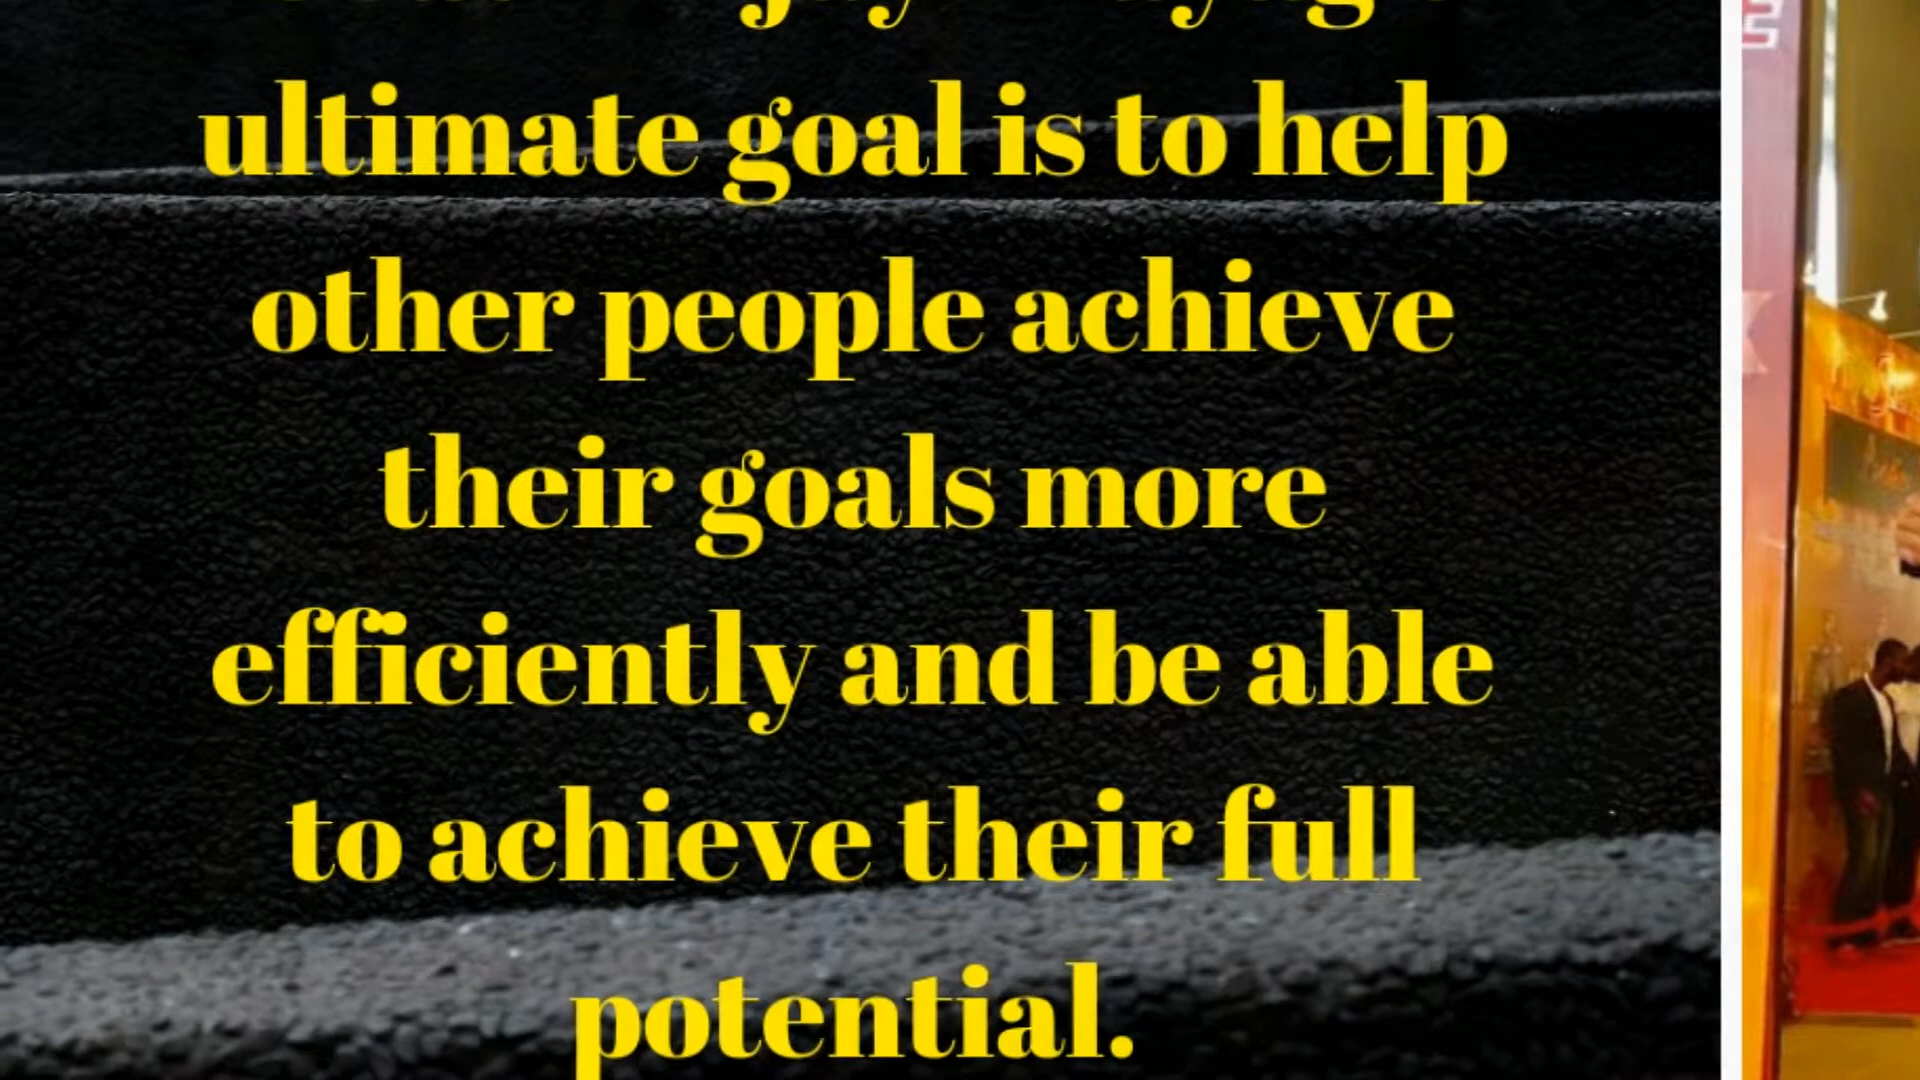 ultimate goal is to help
other people achieve
their goals more
efficiently and be able
to achieve their full
potential.